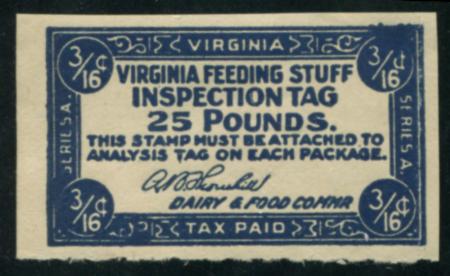 VIRGINIA
3/16¢ 3/16¢
VIRGINIA FEEDING STUFF
INSPECTION TAG
25 POUNDS.
THIS STAMP MUST BE ATTACHED TO
ANALYSIS TAG ON EACH PACKAGE.
SERIES A.
SERIES A.
DAIRY & FOOD COMMR
3/16¢ 3/16¢
TAX PAID